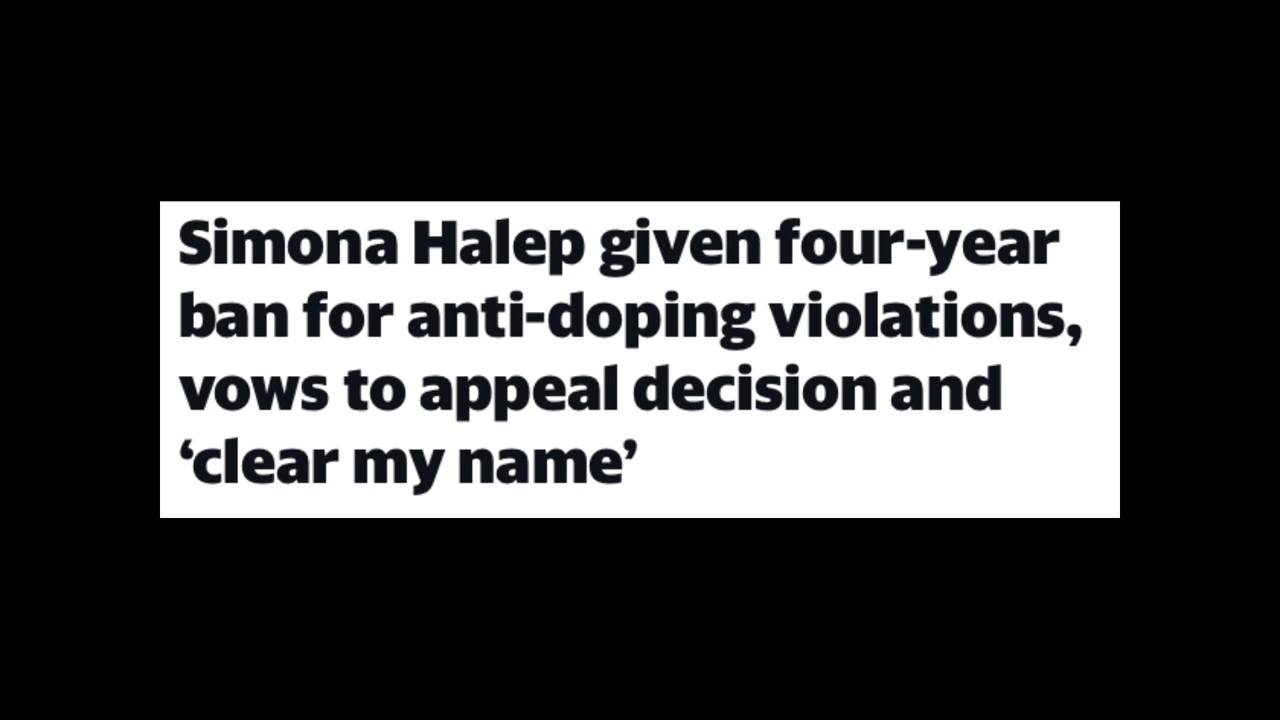 Simona Halep given four-year
ban for anti-doping violations,
vows to appeal decision and
‘clear my name’